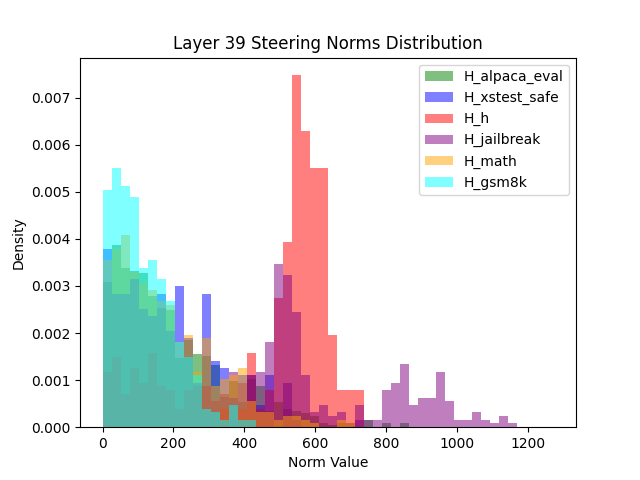 Layer 39 Steering Norms Distribution
H_alpaca_eval
H_xstest_safe
H_h
H_jailbreak
H_math
H_gsm8k
Density
0.007
0.006
0.005
0.004
0.003
0.002
0.001
0.000
0 200 400 600 800 1000 1200
Norm Value